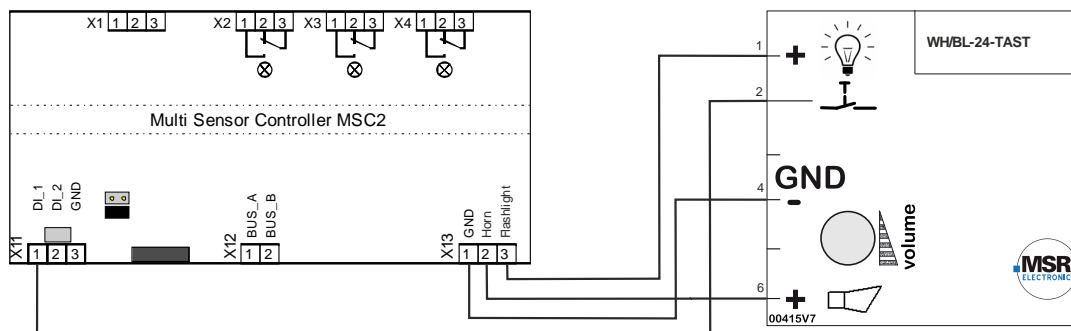 X1 1 2 3
X2 1 2 3
X3 1 2 3
X4 1 2 3
Multi Sensor Controller MSC2
DI_1
DI_2
GND
X11 1 2 3
BUS_A
BUS_B
X12 1 2
GND
Horn
Flashlight
X13 1 2 3
WH/BL-24-TAST
1 +
2
4 GND
-
volume
6 +
00415V7
MSR
ELECTRONIC